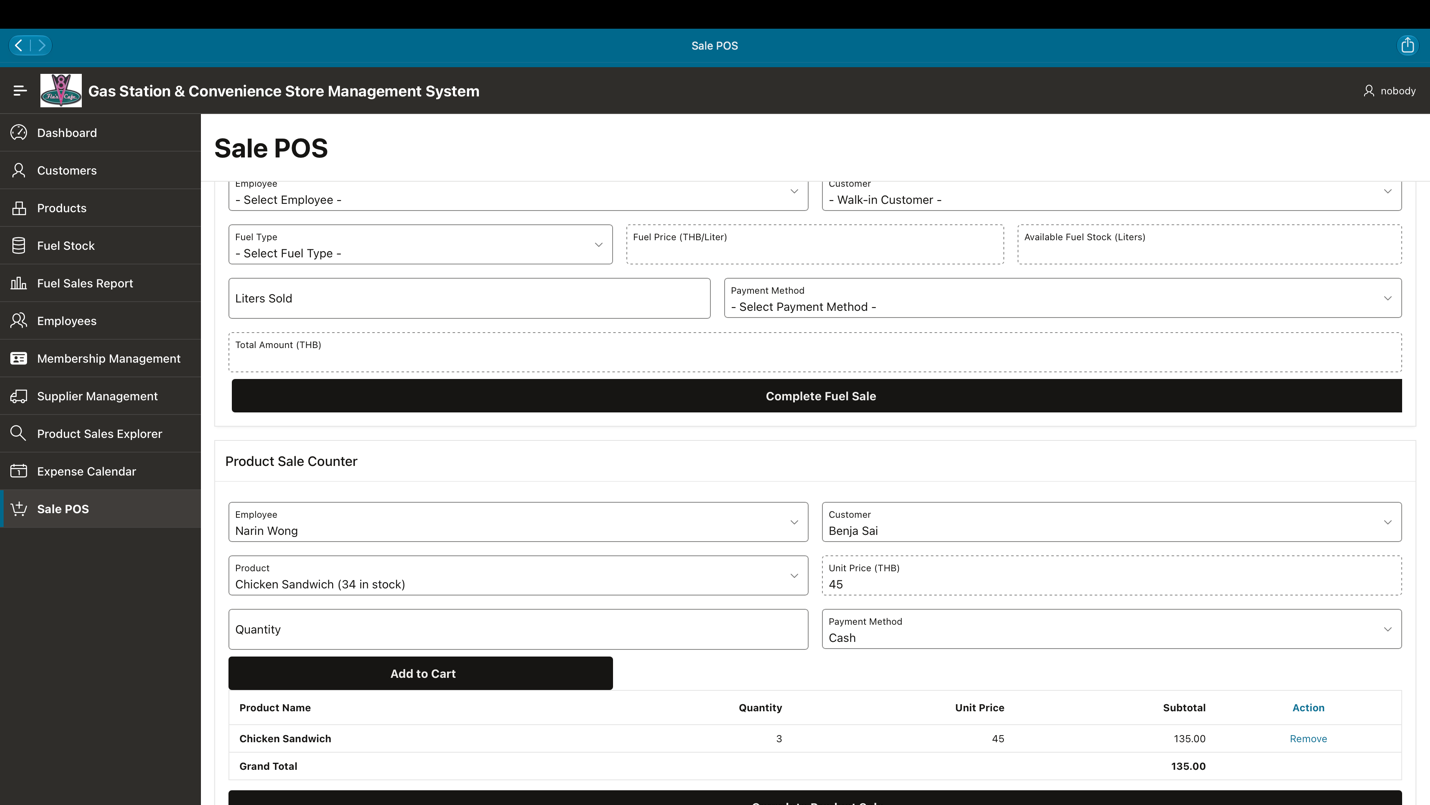 Sale POS
Gas Station & Convenience Store Management System
nobody
Dashboard
Customers
Products
Fuel Stock
Fuel Sales Report
Employees
Membership Management
Supplier Management
Product Sales Explorer
Expense Calendar
Sale POS
Sale POS
Employee
- Select Employee -
Customer
- Walk-in Customer -
Fuel Type
- Select Fuel Type -
Fuel Price (THB/Liter)
Available Fuel Stock (Liters)
Liters Sold
Payment Method
- Select Payment Method -
Total Amount (THB)
Complete Fuel Sale
Product Sale Counter
Employee
Narin Wong
Customer
Benja Sai
Product
Chicken Sandwich (34 in stock)
Unit Price (THB)
45
Quantity
Payment Method
Cash
Add to Cart
Product Name Quantity Unit Price Subtotal Action
Chicken Sandwich 3 45 135.00 Remove
Grand Total 135.00